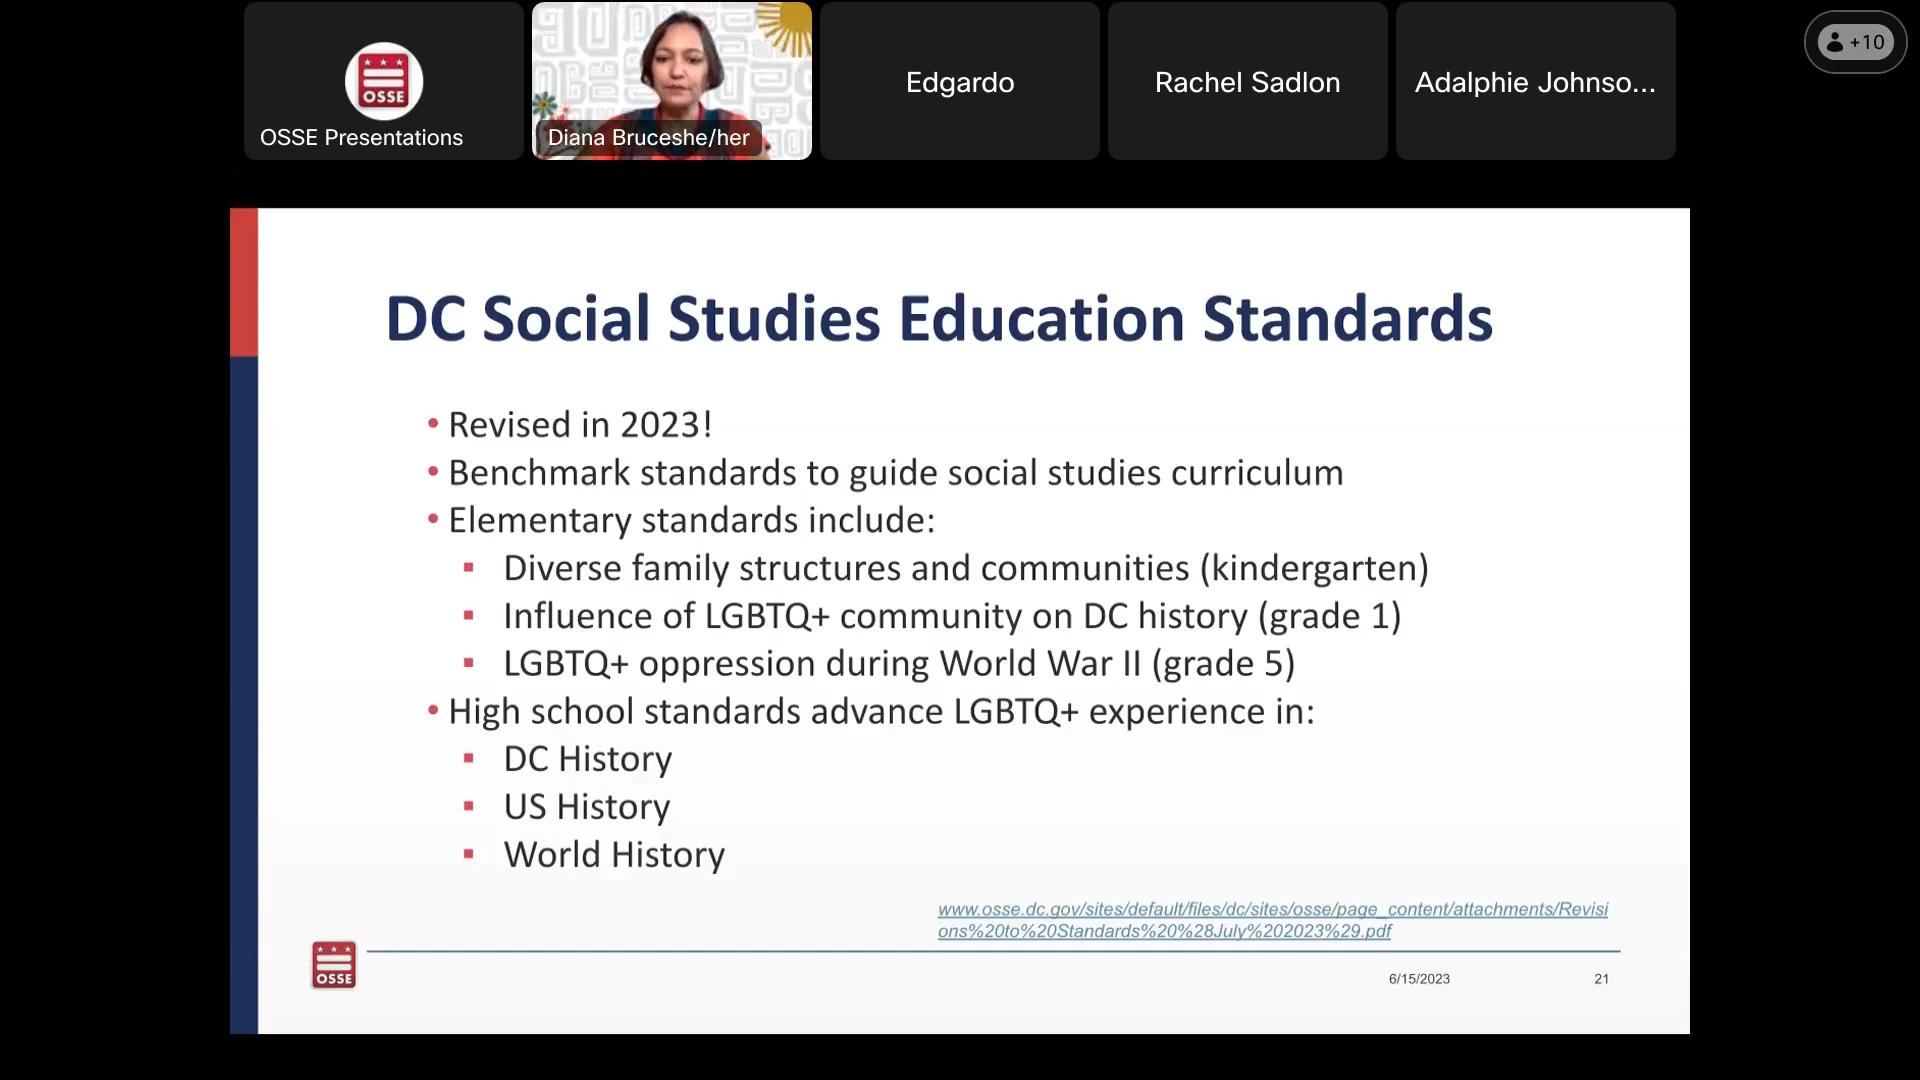 +10
OSSE
OSSE Presentations
Diana Bruceshe/her
Edgardo
Rachel Sadlon
Adalphie Johnso...
DC Social Studies Education Standards
• Revised in 2023!
• Benchmark standards to guide social studies curriculum
• Elementary standards include:
▪ Diverse family structures and communities (kindergarten)
▪ Influence of LGBTQ+ community on DC history (grade 1)
▪ LGBTQ+ oppression during World War II (grade 5)
• High school standards advance LGBTQ+ experience in:
▪ DC History
▪ US History
▪ World History
www.osse.dc.gov/sites/default/files/dc/sites/osse/page_content/attachments/Revisi
ons%20to%20Standards%20%28July%202023%29.pdf
OSSE
6/15/2023
21